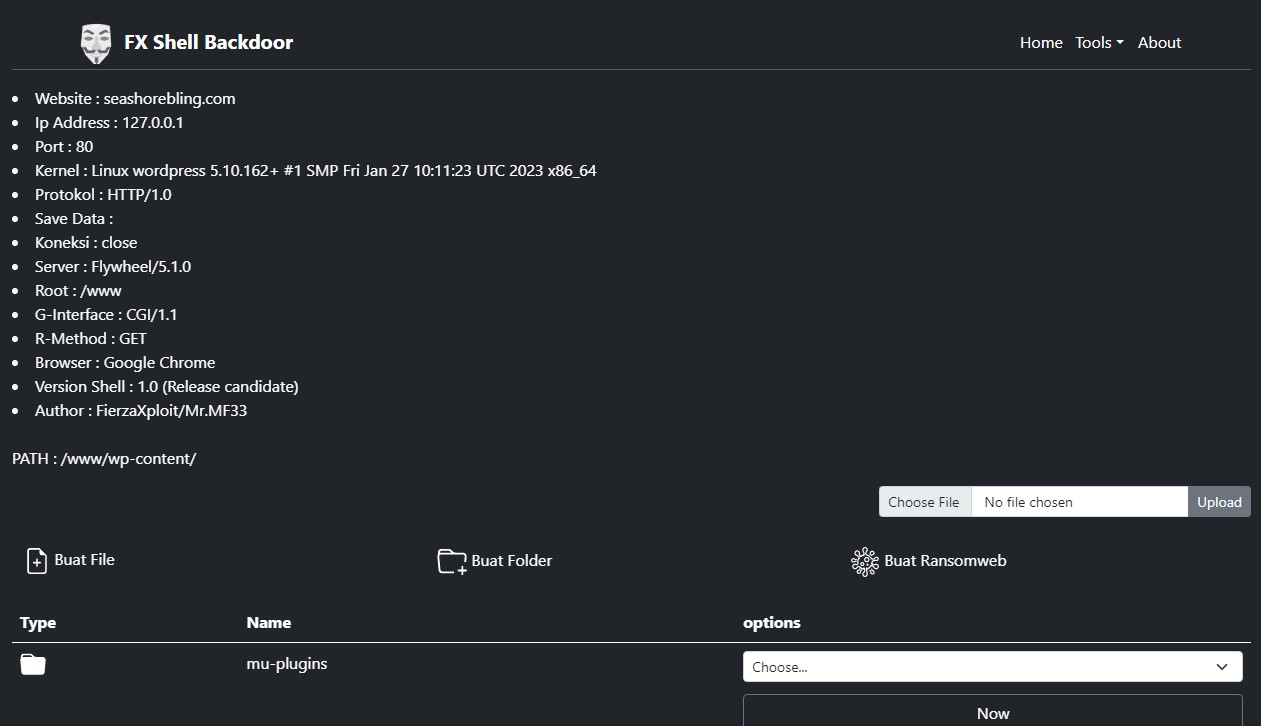 FX Shell Backdoor
Home Tools About
Website : seashorebling.com
Ip Address : 127.0.0.1
Port : 80
Kernel : Linux wordpress 5.10.162+ #1 SMP Fri Jan 27 10:11:23 UTC 2023 x86_64
Protokol : HTTP/1.0
Save Data :
Koneksi : close
Server : Flywheel/5.1.0
Root : /www
G-Interface : CGI/1.1
R-Method : GET
Browser : Google Chrome
Version Shell : 1.0 (Release candidate)
Author : FierzaXploit/Mr.MF33
PATH : /www/wp-content/
Choose File No file chosen Upload
Buat File Buat Folder Buat Ransomweb
Type Name options
mu-plugins Choose...
Now